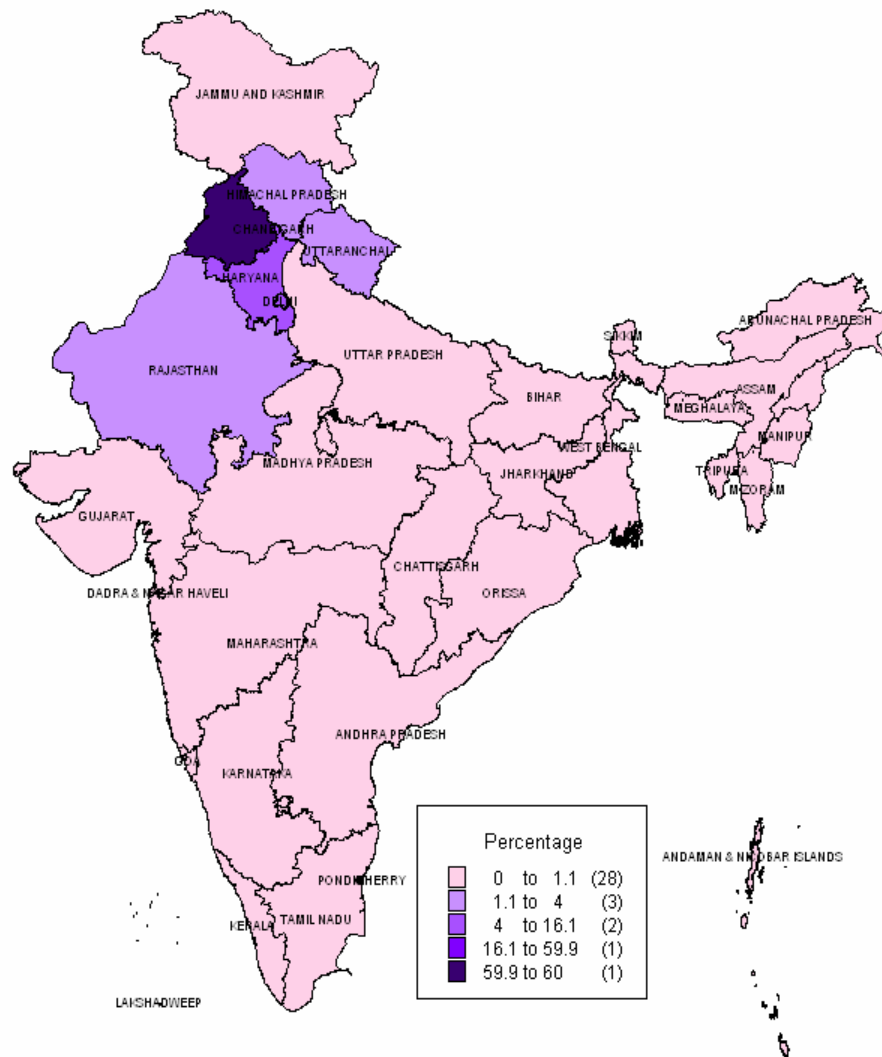 JAMMU AND KASHMIR
HIMACHAL PRADESH
CHANDIGARH
UTTARANCHAL
HARYANA
DELHI
ARUNACHAL PRADESH
SIKKIM
UTTAR PRADESH
RAJASTHAN
BIHAR
ASSAM
MEGHALAYA
MANIPUR
WEST BENGAL
MADHYA PRADESH
JHARKHAND
TRIPURA
MIZORAM
GUJARAT
CHATTISGARH
DADRA & NAGAR HAVELI
ORISSA
MAHARASHTRA
ANDHRA PRADESH
GOA
KARNATAKA
Percentage
ANDAMAN & NICOBAR ISLANDS
0 to 1.1 (28)
PONDICHERRY
1.1 to 4 (3)
KERALA
TAMIL NADU
4 to 16.1 (2)
16.1 to 59.9 (1)
59.9 to 60 (1)
LAKSHADWEEP